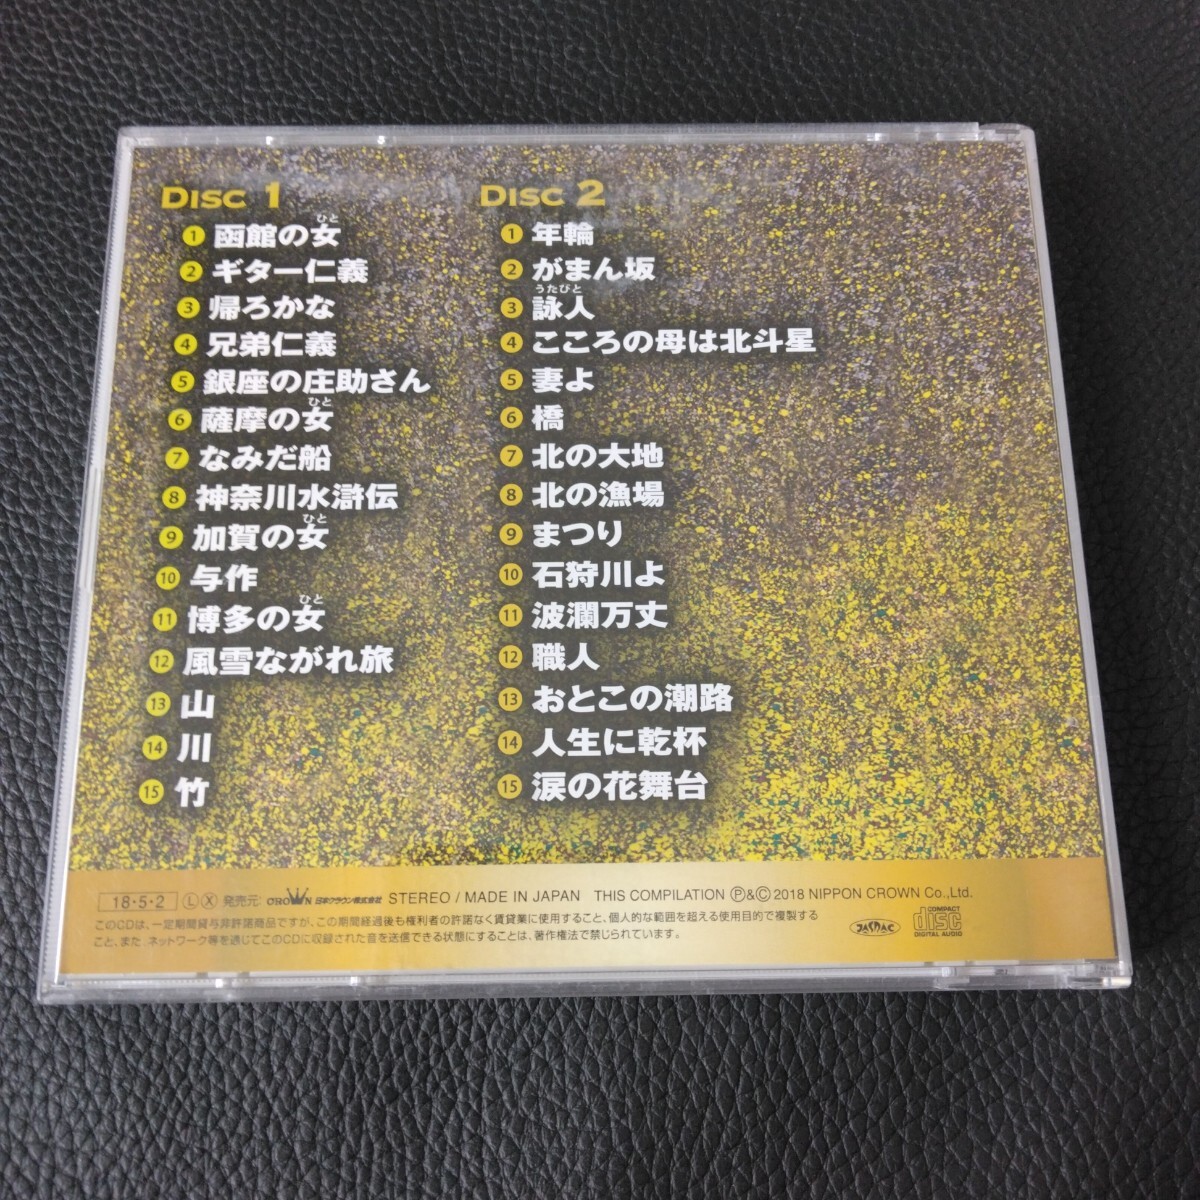 DISC 1
1 函館の女
ひと
2 ギター仁義
3 帰ろかな
4 兄弟仁義
5 銀座の庄助さん
6 薩摩の女
ひと
7 なみだ船
8 神奈川水滸伝
9 加賀の女
ひと
10 与作
11 博多の女
ひと
12 風雪ながれ旅
13 山
14 川
15 竹
DISC 2
1 年輪
2 がまん坂
3 詠人
うたびと
4 こころの母は北斗星
5 妻よ
6 橋
7 北の大地
8 北の漁場
9 まつり
10 石狩川よ
11 波瀾万丈
12 職人
13 おとこの潮路
14 人生に乾杯
15 涙の花舞台
18・5・2 Ⓛ Ⓧ 発売元: CROWN 日本クラウン株式会社 STEREO / MADE IN JAPAN THIS COMPILATION Ⓟ&Ⓒ 2018 NIPPON CROWN Co., Ltd.
このCDは、一定期間貸与非許諾商品ですが、この期間経過後も権利者の許諾なく賃貸業に使用すること、個人的な範囲を超える使用目的で複製する
こと、また、ネットワーク等を通じてこのCDに収録された音を送信できる状態にすることは、著作権法で禁じられています。
JASRAC
COMPACT
disc
DIGITAL AUDIO